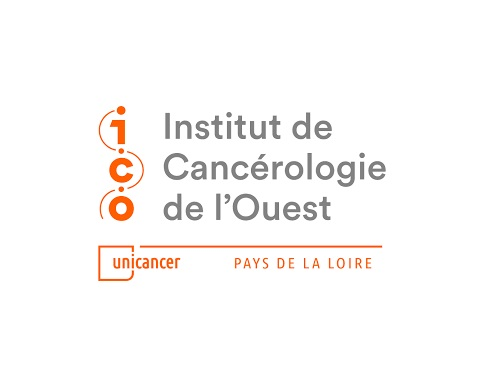 ico
Institut de
Cancérologie
de l’Ouest
unicancer
PAYS DE LA LOIRE